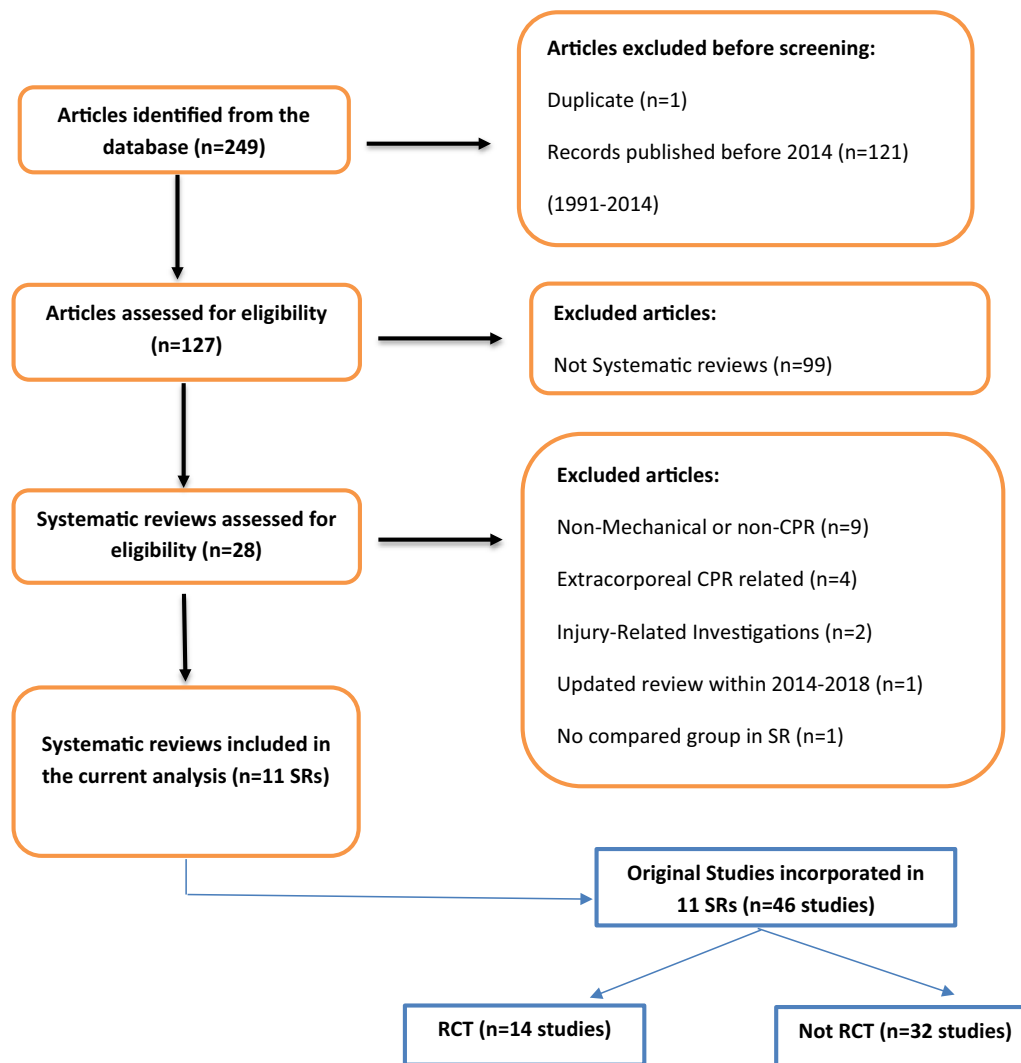 Articles identified from the
database (n=249)
Articles excluded before screening:
Duplicate (n=1)
Records published before 2014 (n=121)
(1991-2014)
Articles assessed for eligibility
(n=127)
Excluded articles:
Not Systematic reviews (n=99)
Systematic reviews assessed for
eligibility (n=28)
Excluded articles:
Non-Mechanical or non-CPR (n=9)
Extracorporeal CPR related (n=4)
Injury-Related Investigations (n=2)
Updated review within 2014-2018 (n=1)
No compared group in SR (n=1)
Systematic reviews included in
the current analysis (n=11 SRs)
Original Studies incorporated in
11 SRs (n=46 studies)
RCT (n=14 studies)
Not RCT (n=32 studies)